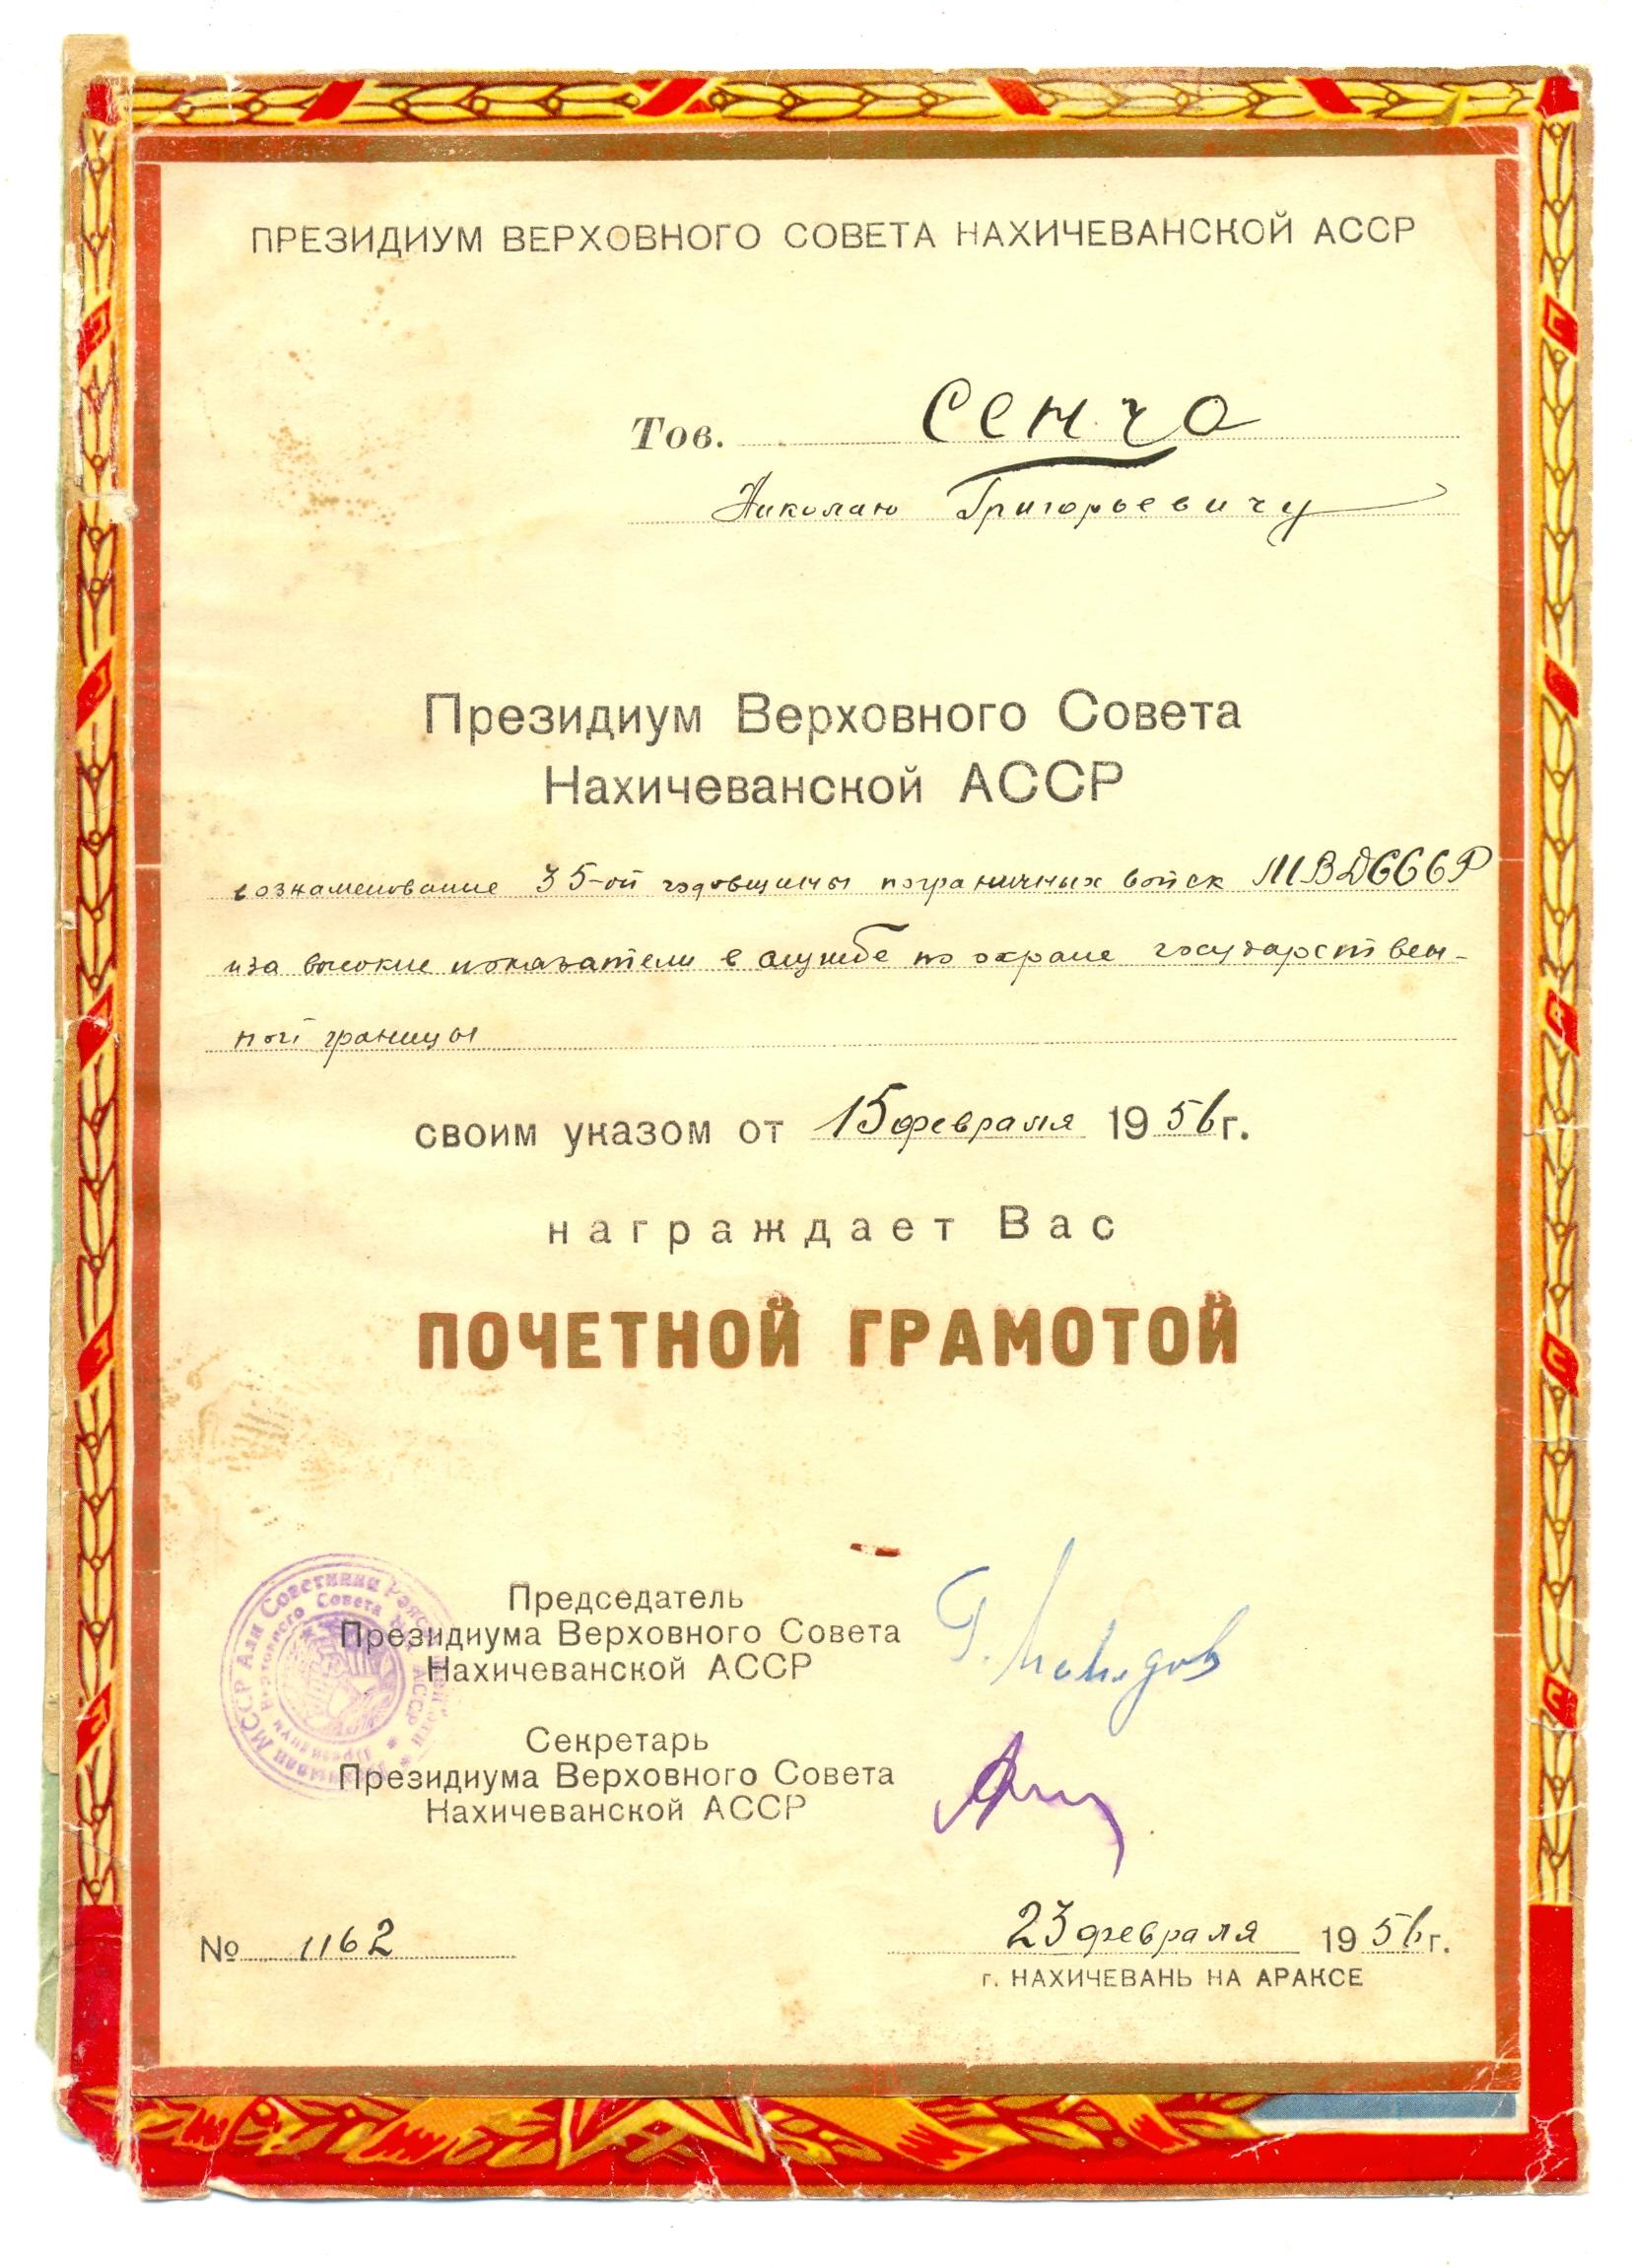 ПРЕЗИДИУМ ВЕРХОВНОГО СОВЕТА НАХИЧЕВАНСКОЙ АССР
Тов. Сенчо
Николаю Григорьевичу
Президиум Верховного Совета
Нахичеванской АССР
в ознаменование 35-ой годовщины пограничных войск МВД СССР
и за высокие показатели в службе по охране государствен-
ной границы
своим указом от 15 февраля 1956 г.
награждает Вас
ПОЧЕТНОЙ ГРАМОТОЙ
Председатель
Президиума Верховного Совета
Нахичеванской АССР
Секретарь
Президиума Верховного Совета
Нахичеванской АССР
№ 1162
23 февраля 1956 г.
г. НАХИЧЕВАНЬ НА АРАКСЕ